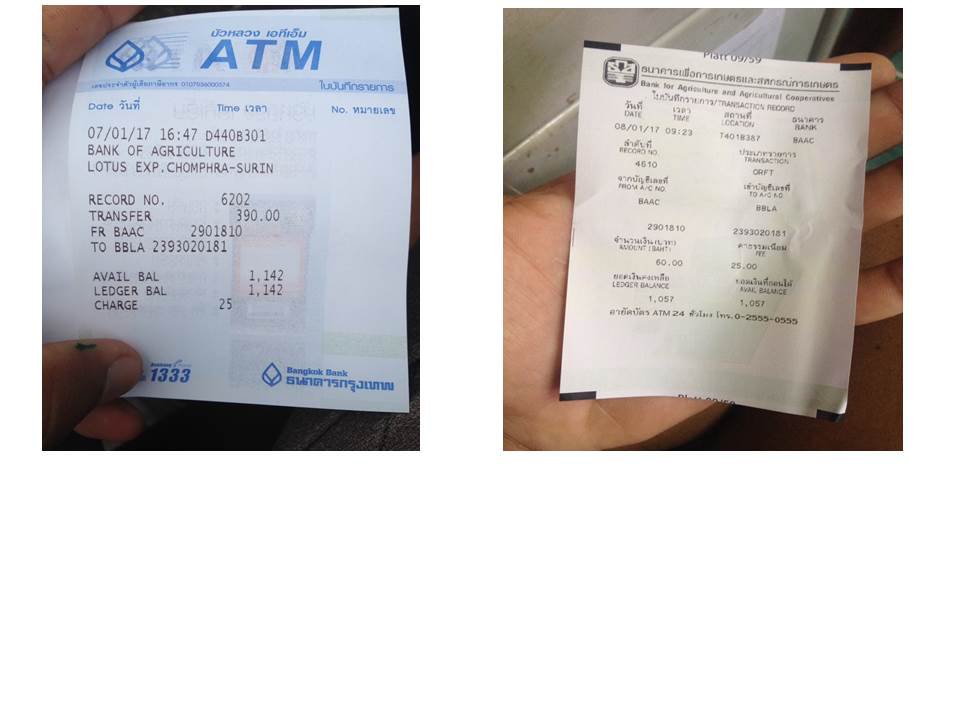 บัวหลวง เอทีเอ็ม
ATM
เลขประจำตัวผู้เสียภาษีอากร 0107536000374
ใบบันทึกรายการ
Date วันที่ Time เวลา No. หมายเลข
07/01/17 16:47 D440B301
BANK OF AGRICULTURE
LOTUS EXP.CHOMPHRA-SURIN
RECORD NO. 6202
TRANSFER 390.00
FR BAAC 2901810
TO BBLA 2393020181
AVAIL BAL 1,142
LEDGER BAL 1,142
CHARGE 25
1333
Bangkok Bank
ธนาคารกรุงเทพ
Platt 09/59
ธนาคารเพื่อการเกษตรและสหกรณ์การเกษตร
Bank for Agriculture and Agricultural Cooperatives
ใบบันทึกรายการ/TRANSACTION RECORD
วันที่ เวลา สถานที่ ธนาคาร
DATE TIME LOCATION BANK
08/01/17 09:23 T401B387 BAAC
ลำดับที่ ประเภทรายการ
RECORD NO. TRANSACTION
4610 ORFT
จากบัญชีเลขที่ เข้าบัญชีเลขที่
FROM A/C NO. TO A/C NO.
BAAC BBLA
2901810 2393020181
จำนวนเงิน (บาท) ค่าธรรมเนียม
AMOUNT (BAHT) FEE
60.00 25.00
ยอดเงินคงเหลือ ยอดเงินที่ถอนได้
LEDGER BALANCE AVAIL BALANCE
1,057 1,057
อายัดบัตร ATM 24 ชั่วโมง โทร. 0-2555-0555